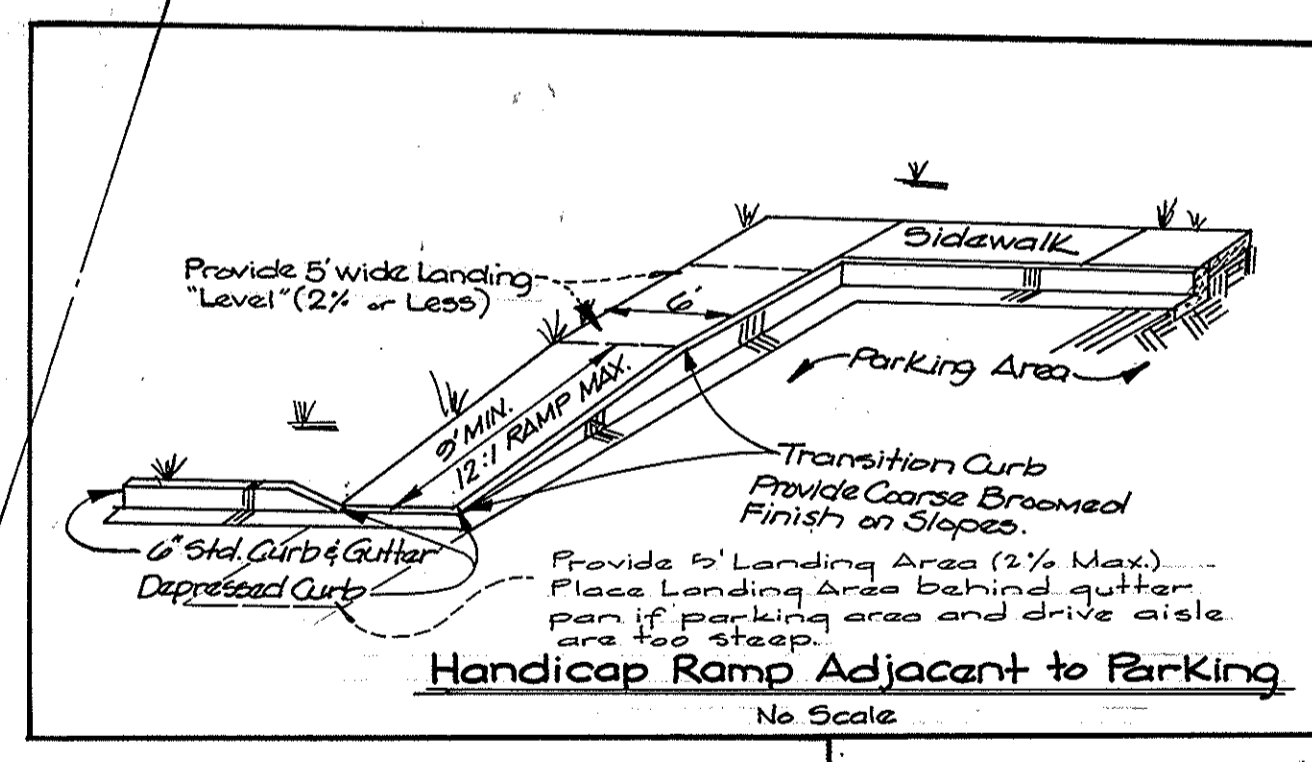 Sidewalk
Provide 5' wide Landing
"Level" (2% or Less)
6'
Parking Area
5' MIN.
12:1 RAMP MAX.
Transition Curb
Provide Coarse Broomed
Finish on Slopes.
6" Std. Curb & Gutter
Depressed Curb
Provide 5' Landing Area (2% Max.)
Place Landing Area behind gutter
pan if parking area and drive aisle
are too steep.
Handicap Ramp Adjacent to Parking
No Scale